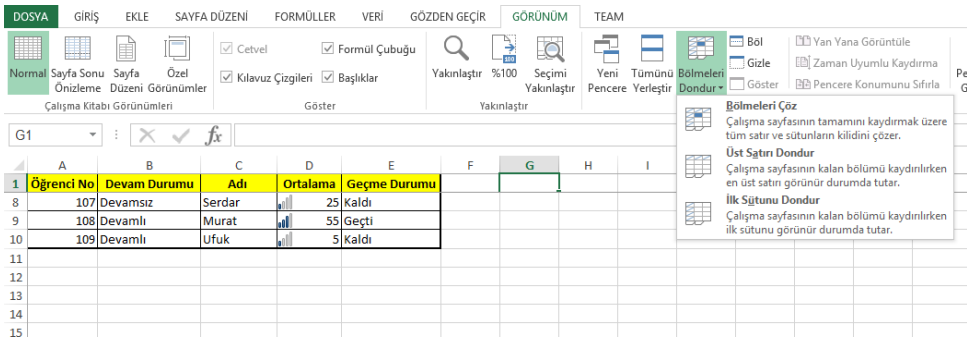 DOSYA GİRİŞ EKLE SAYFA DÜZENİ FORMÜLLER VERİ GÖZDEN GEÇİR GÖRÜNÜM TEAM
Normal Sayfa Sonu Önizleme Sayfa Düzeni Özel Görünümler
Çalışma Kitabı Görünümleri
Cetvel Formül Çubuğu
Kılavuz Çizgileri Başlıklar
Göster
Yakınlaştır %100 Seçimi Yakınlaştır
Yakınlaştır
Yeni Pencere Tümünü Yerleştir Bölmeleri Dondur
Böl
Gizle
Göster
Yan Yana Görüntüle
Zaman Uyumlu Kaydırma
Pencere Konumunu Sıfırla
Bölmeleri Çöz
Çalışma sayfasının tamamını kaydırmak üzere
tüm satır ve sütunların kilidini çözer.
Üst Satırı Dondur
Çalışma sayfasının kalan bölümü kaydırılırken
en üst satırı görünür durumda tutar.
İlk Sütunu Dondur
Çalışma sayfasının kalan bölümü kaydırılırken
ilk sütunu görünür durumda tutar.
G1 fx
A B C D E F G H I
1 Öğrenci No Devam Durumu Adı Ortalama Geçme Durumu
8 107 Devamsız Serdar 25 Kaldı
9 108 Devamlı Murat 55 Geçti
10 109 Devamlı Ufuk 5 Kaldı
11
12
13
14
15